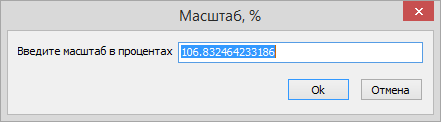 Масштаб, %
Введите масштаб в процентах 106.832464233186
Ok Отмена